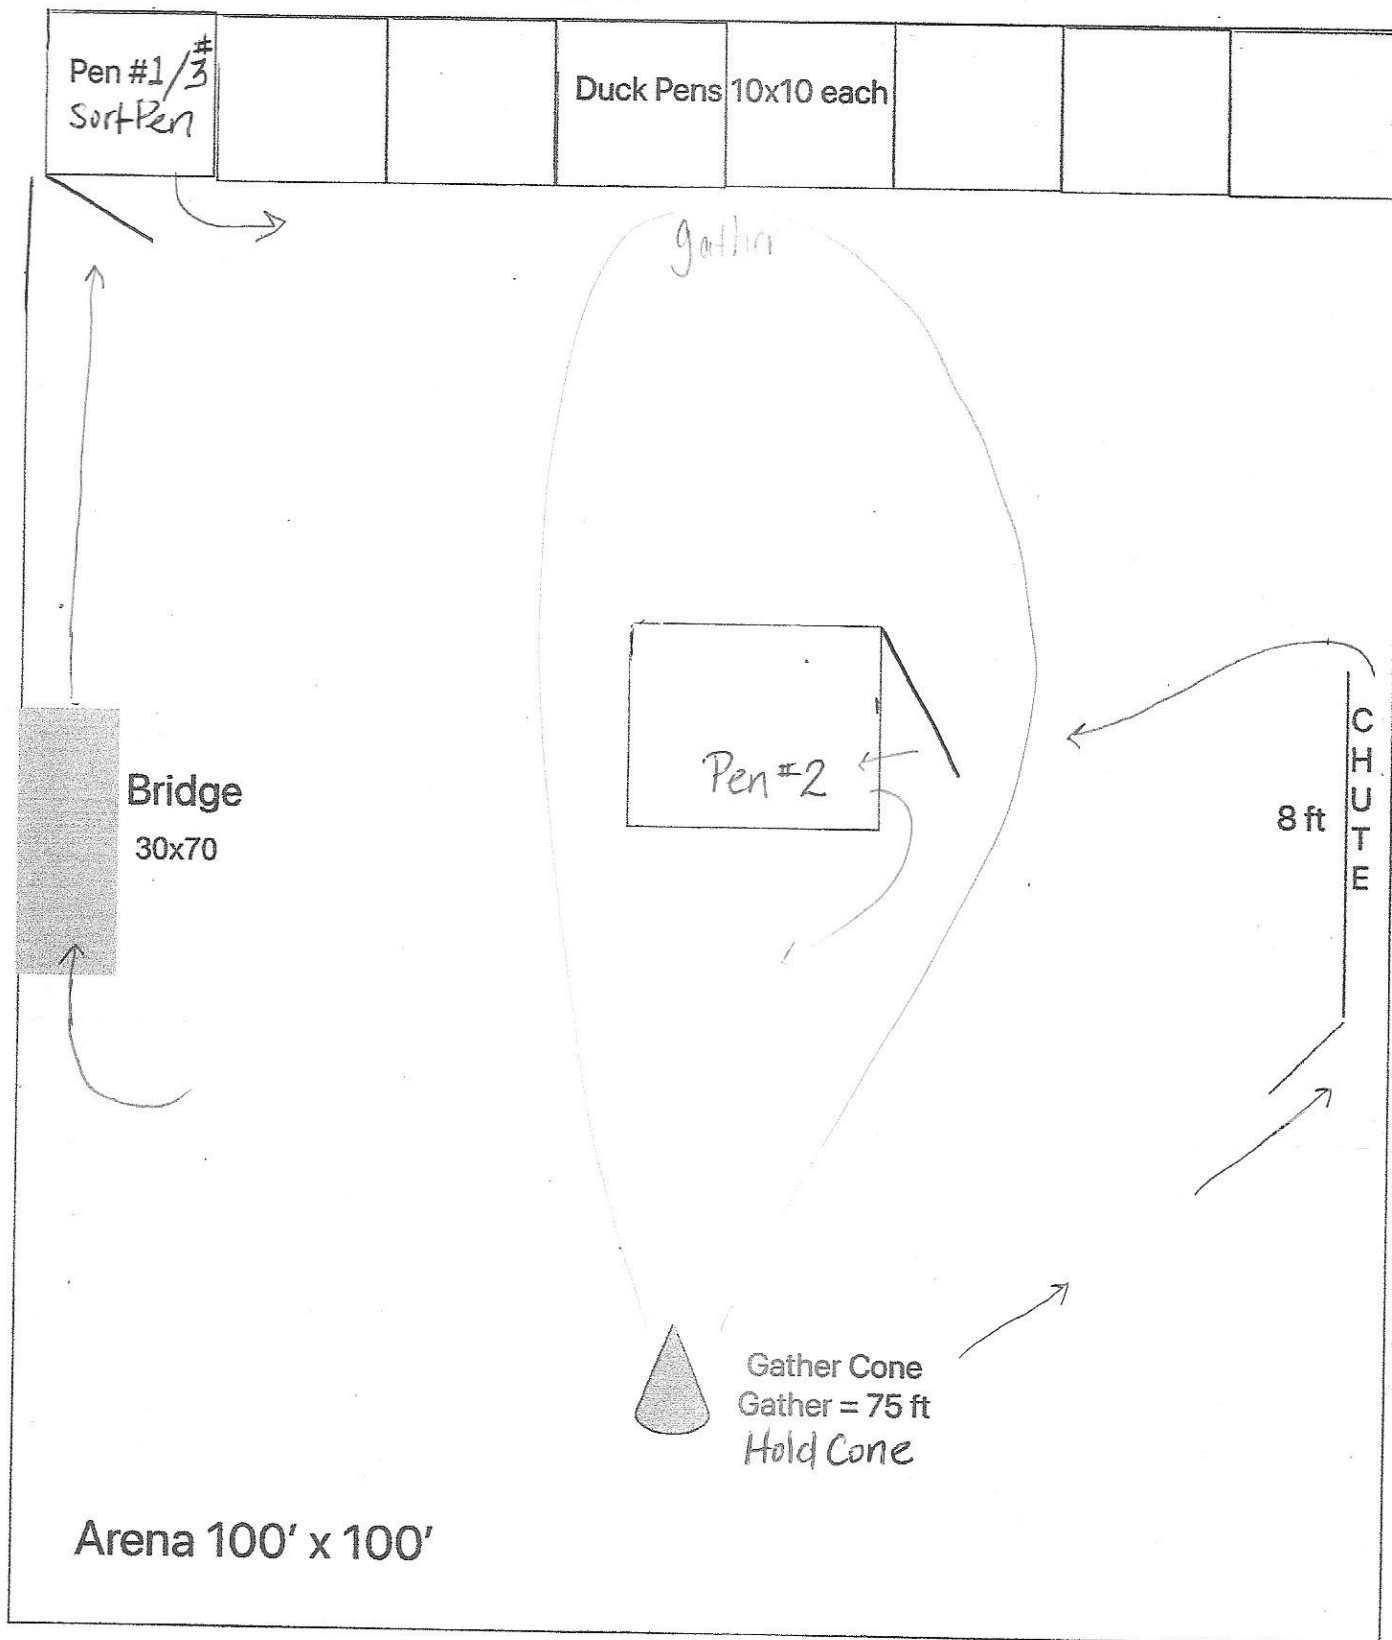 Pen #1/#3
Sort Pen
Duck Pens 10x10 each
gather
Pen #2
Bridge
30x70
8 ft
CHUTE
Gather Cone
Gather = 75 ft
Hold Cone
Arena 100' x 100'